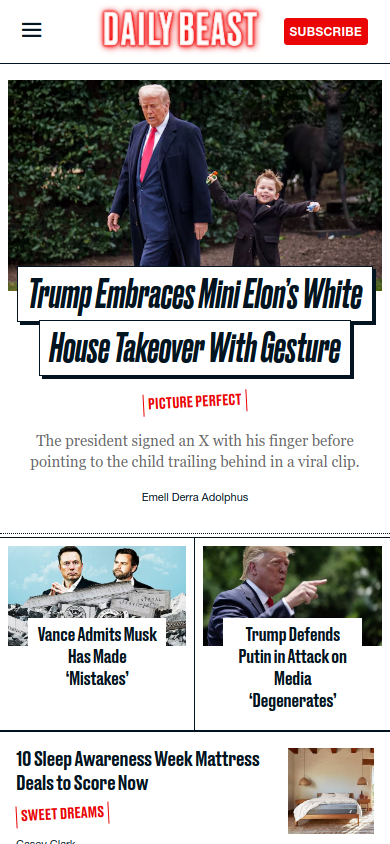 DAILY BEAST
SUBSCRIBE
Trump Embraces Mini Elon's White
House Takeover With Gesture
PICTURE PERFECT
The president signed an X with his finger before
pointing to the child trailing behind in a viral clip.
Emell Derra Adolphus
Vance Admits Musk
Has Made
‘Mistakes’
Trump Defends
Putin in Attack on
Media
‘Degenerates’
10 Sleep Awareness Week Mattress
Deals to Score Now
SWEET DREAMS
Casey Clark